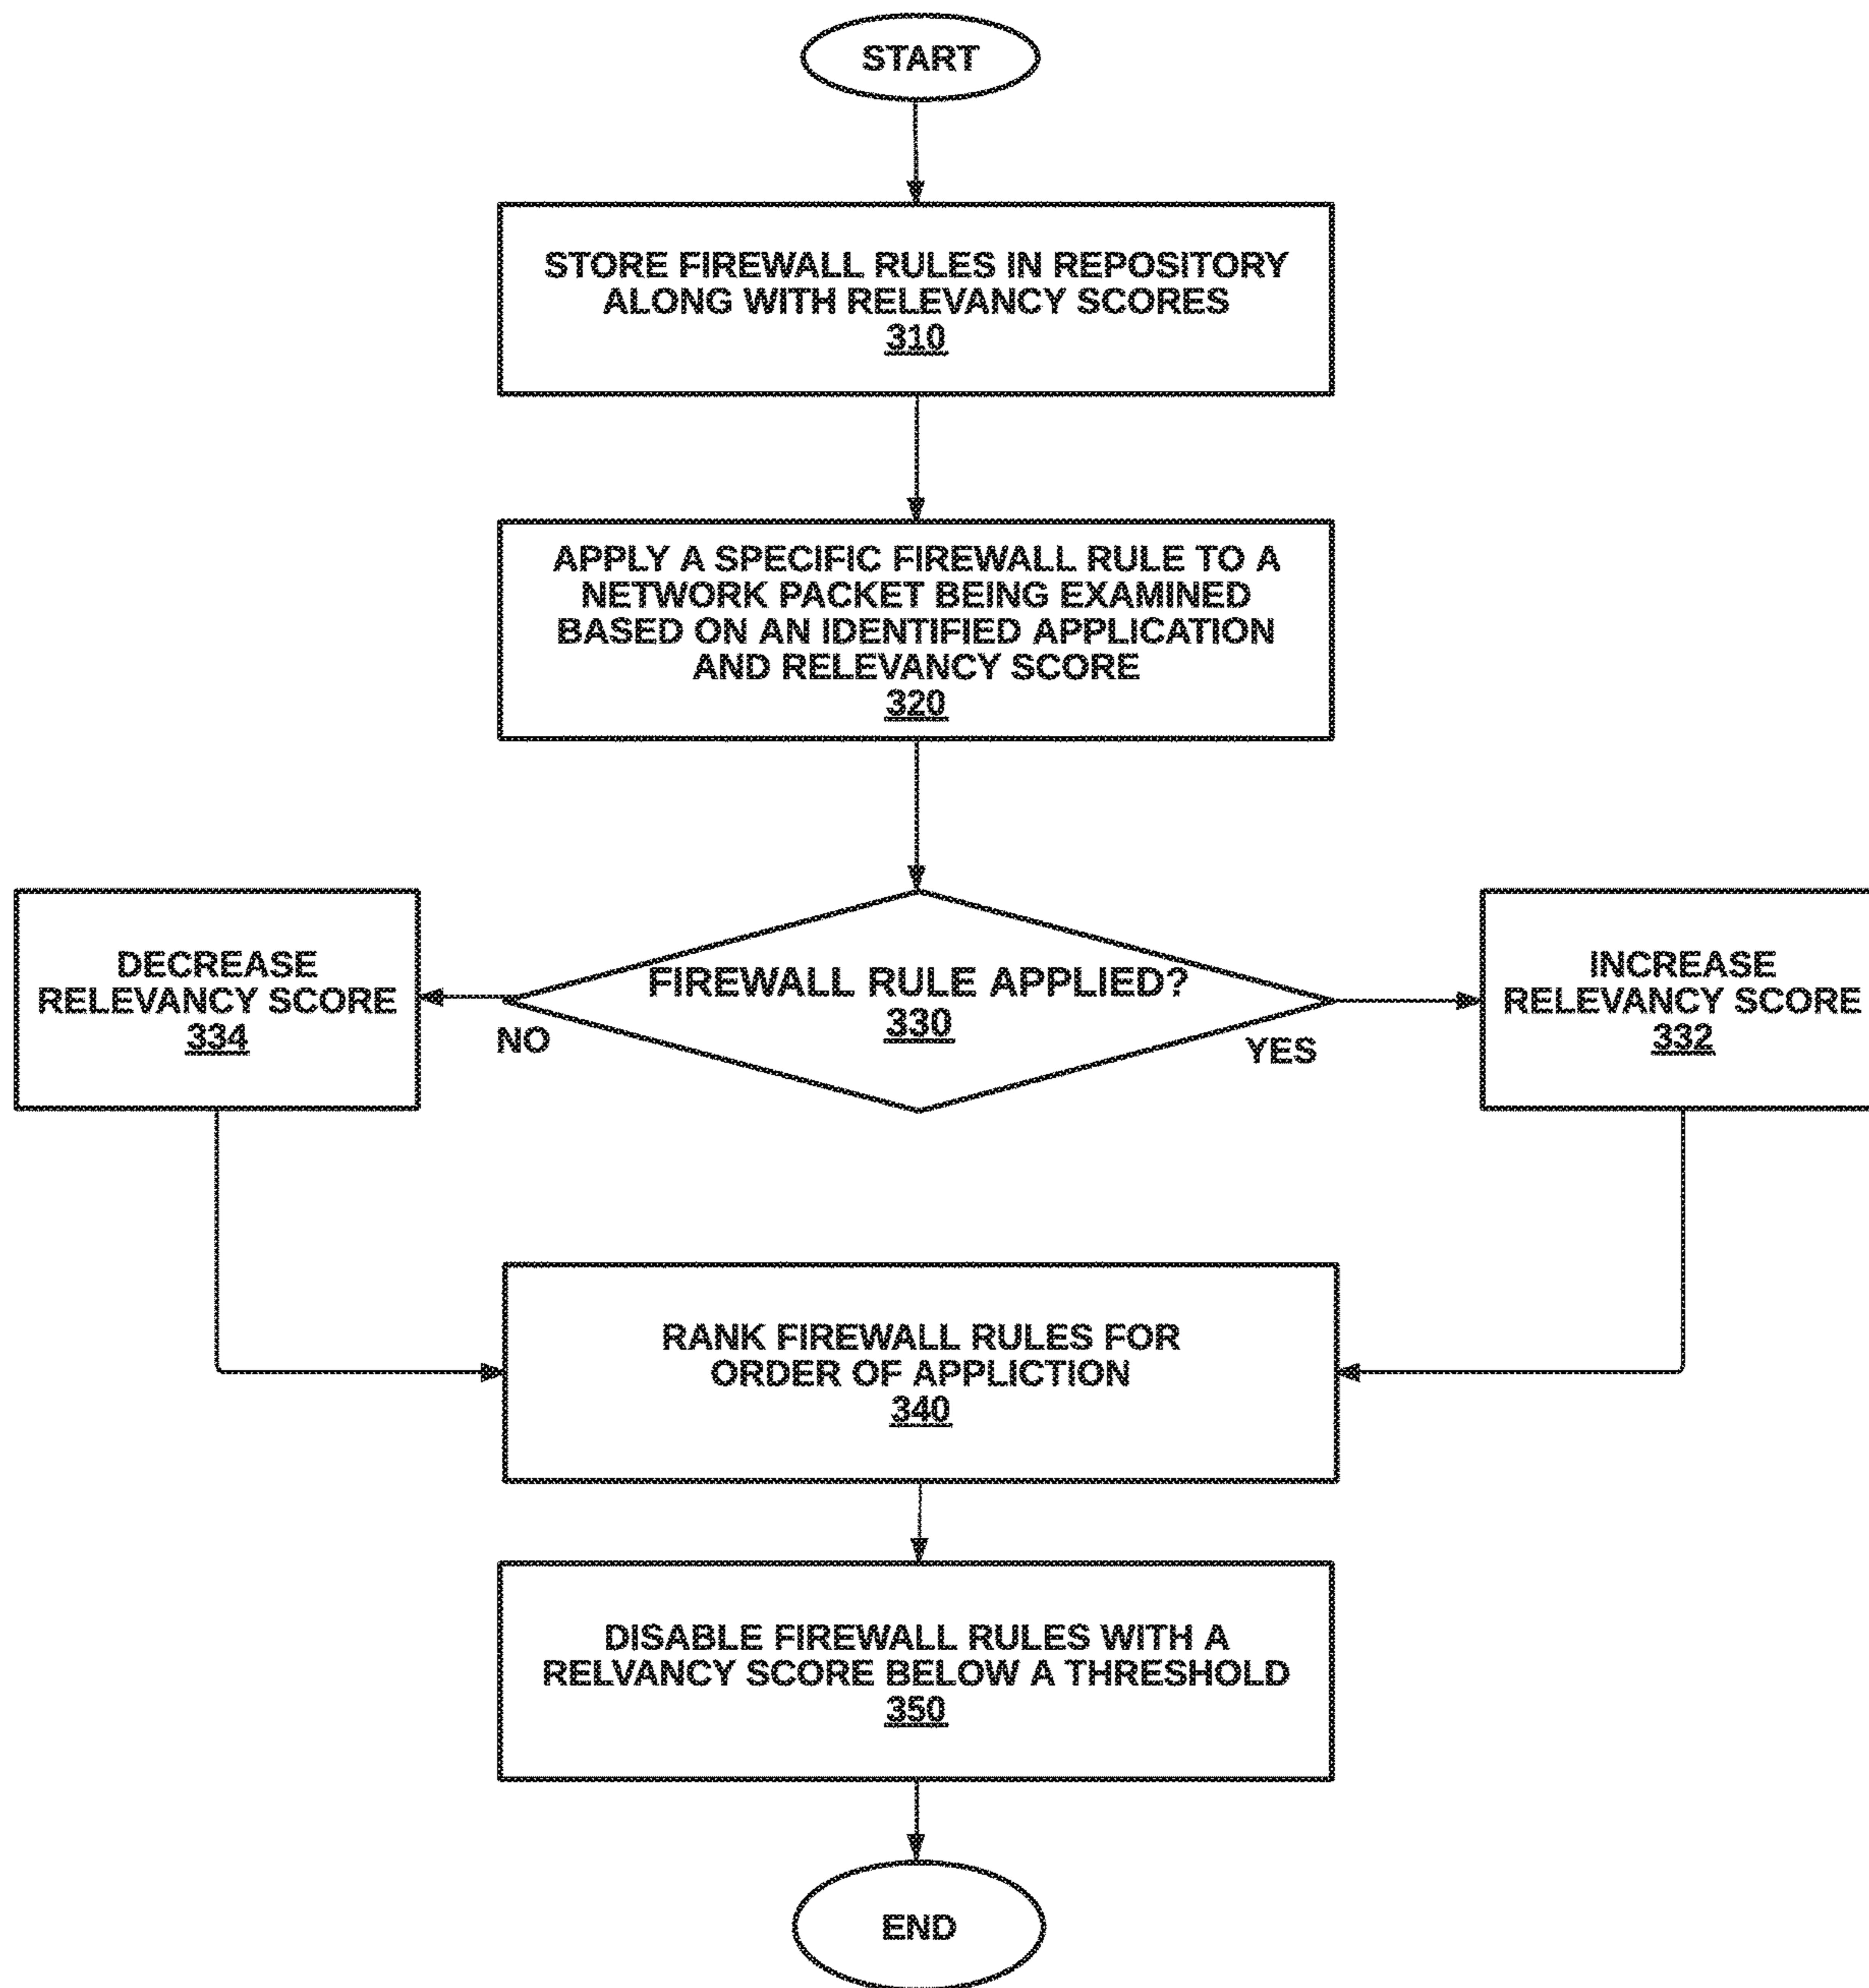 START
STORE FIREWALL RULES IN REPOSITORY
ALONG WITH RELEVANCY SCORES
310
APPLY A SPECIFIC FIREWALL RULE TO A
NETWORK PACKET BEING EXAMINED
BASED ON AN IDENTIFIED APPLICATION
AND RELEVANCY SCORE
320
DECREASE
RELEVANCY SCORE
334
NO
FIREWALL RULE APPLIED?
330
YES
INCREASE
RELEVANCY SCORE
332
RANK FIREWALL RULES FOR
ORDER OF APPLICTION
340
DISABLE FIREWALL RULES WITH A
RELVANCY SCORE BELOW A THRESHOLD
350
END